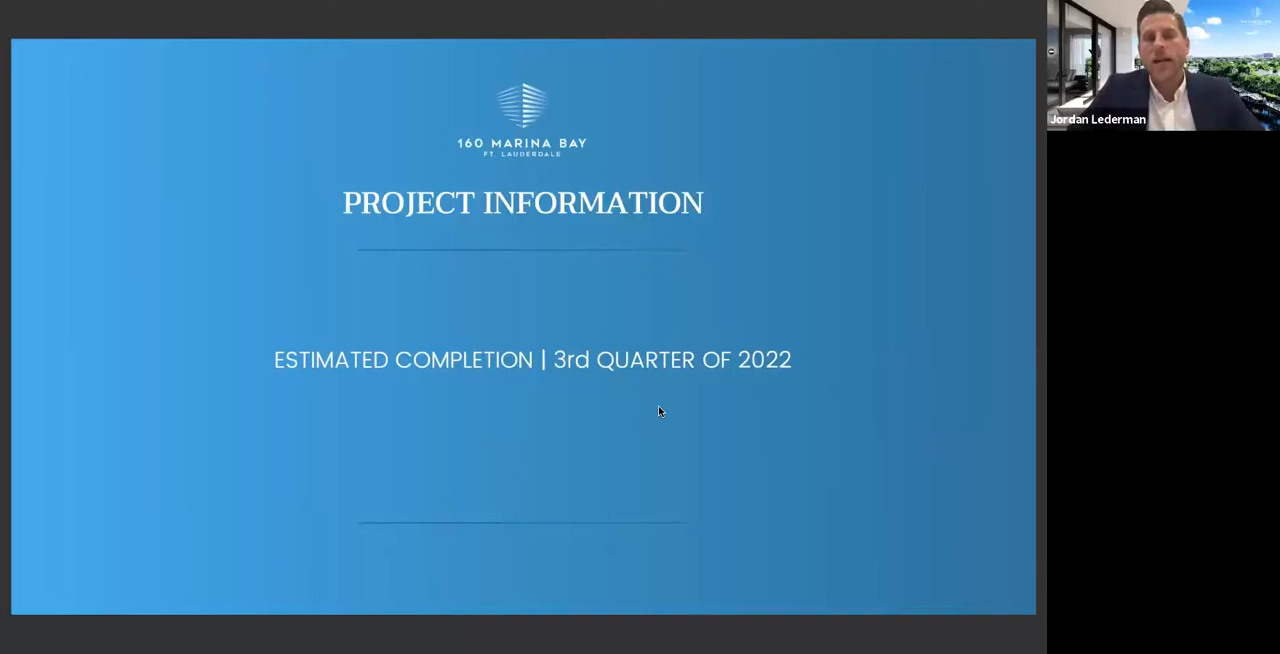 160 MARINA BAY
FT. LAUDERDALE
PROJECT INFORMATION
ESTIMATED COMPLETION | 3rd QUARTER OF 2022
Jordan Lederman